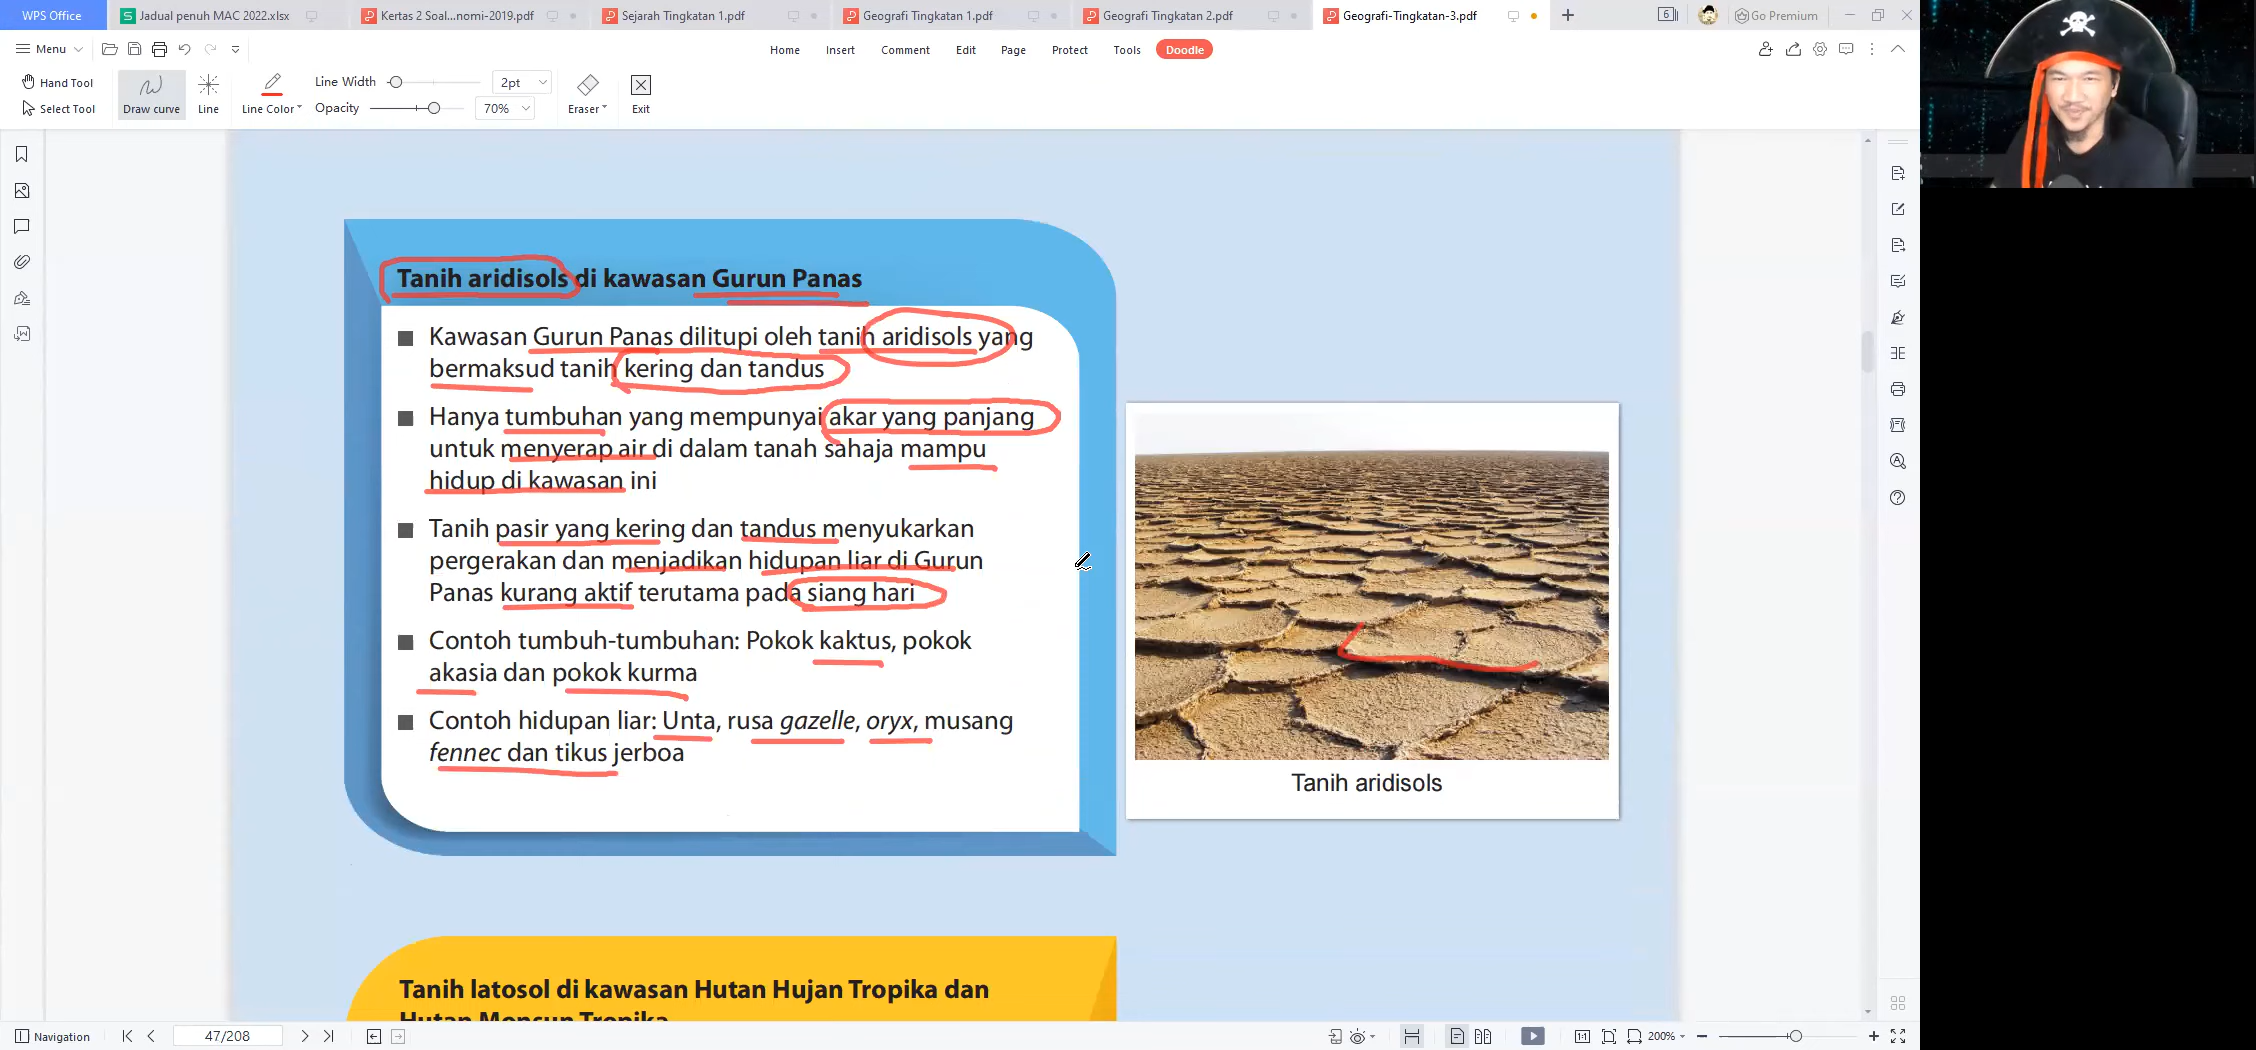 WPS Office
Jadual penuh MAC 2022.xlsx
Kertas 2 Soal...nomi-2019.pdf
Sejarah Tingkatan 1.pdf
Geografi Tingkatan 1.pdf
Geografi Tingkatan 2.pdf
Geografi-Tingkatan-3.pdf
6
Go Premium
Menu
Home
Insert
Comment
Edit
Page
Protect
Tools
Doodle
Hand Tool
Select Tool
Draw curve
Line
Line Color
Line Width
2pt
Opacity
70%
Eraser
Exit
Tanih aridisols di kawasan Gurun Panas
Kawasan Gurun Panas dilitupi oleh tanih aridisols yang
bermaksud tanih kering dan tandus
Hanya tumbuhan yang mempunyai akar yang panjang
untuk menyerap air di dalam tanah sahaja mampu
hidup di kawasan ini
Tanih pasir yang kering dan tandus menyukarkan
pergerakan dan menjadikan hidupan liar di Gurun
Panas kurang aktif terutama pada siang hari
Contoh tumbuh-tumbuhan: Pokok kaktus, pokok
akasia dan pokok kurma
Contoh hidupan liar: Unta, rusa gazelle, oryx, musang
fennec dan tikus jerboa
Tanih aridisols
Tanih latosol di kawasan Hutan Hujan Tropika dan
Hutan Monsun Tropika
Navigation
47/208
1:1
200%